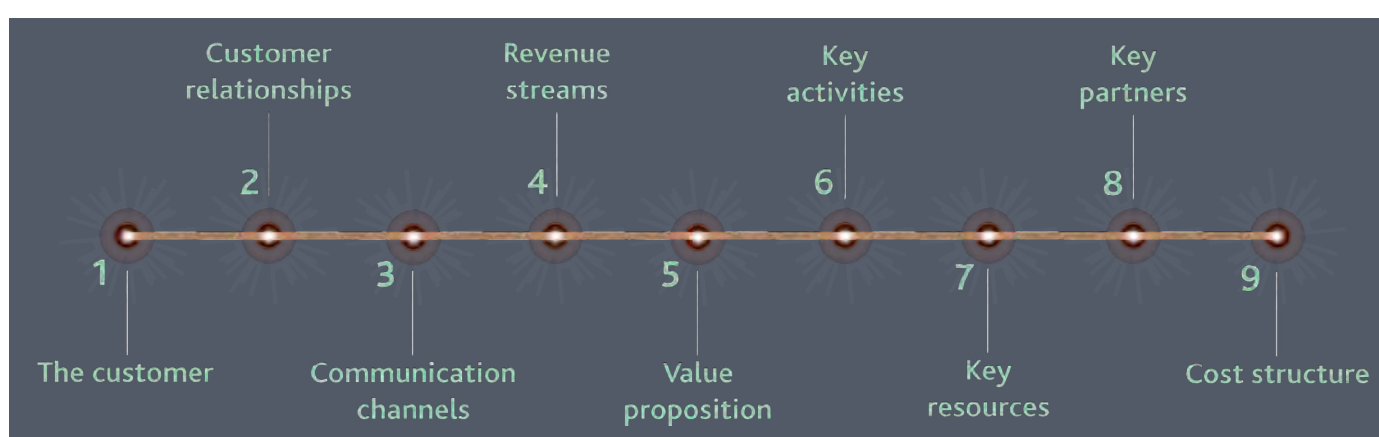 Customer
relationships
Revenue
streams
Key
activities
Key
partners
2
4
6
8
1
3
5
7
9
The customer
Communication
channels
Value
proposition
Key
resources
Cost structure